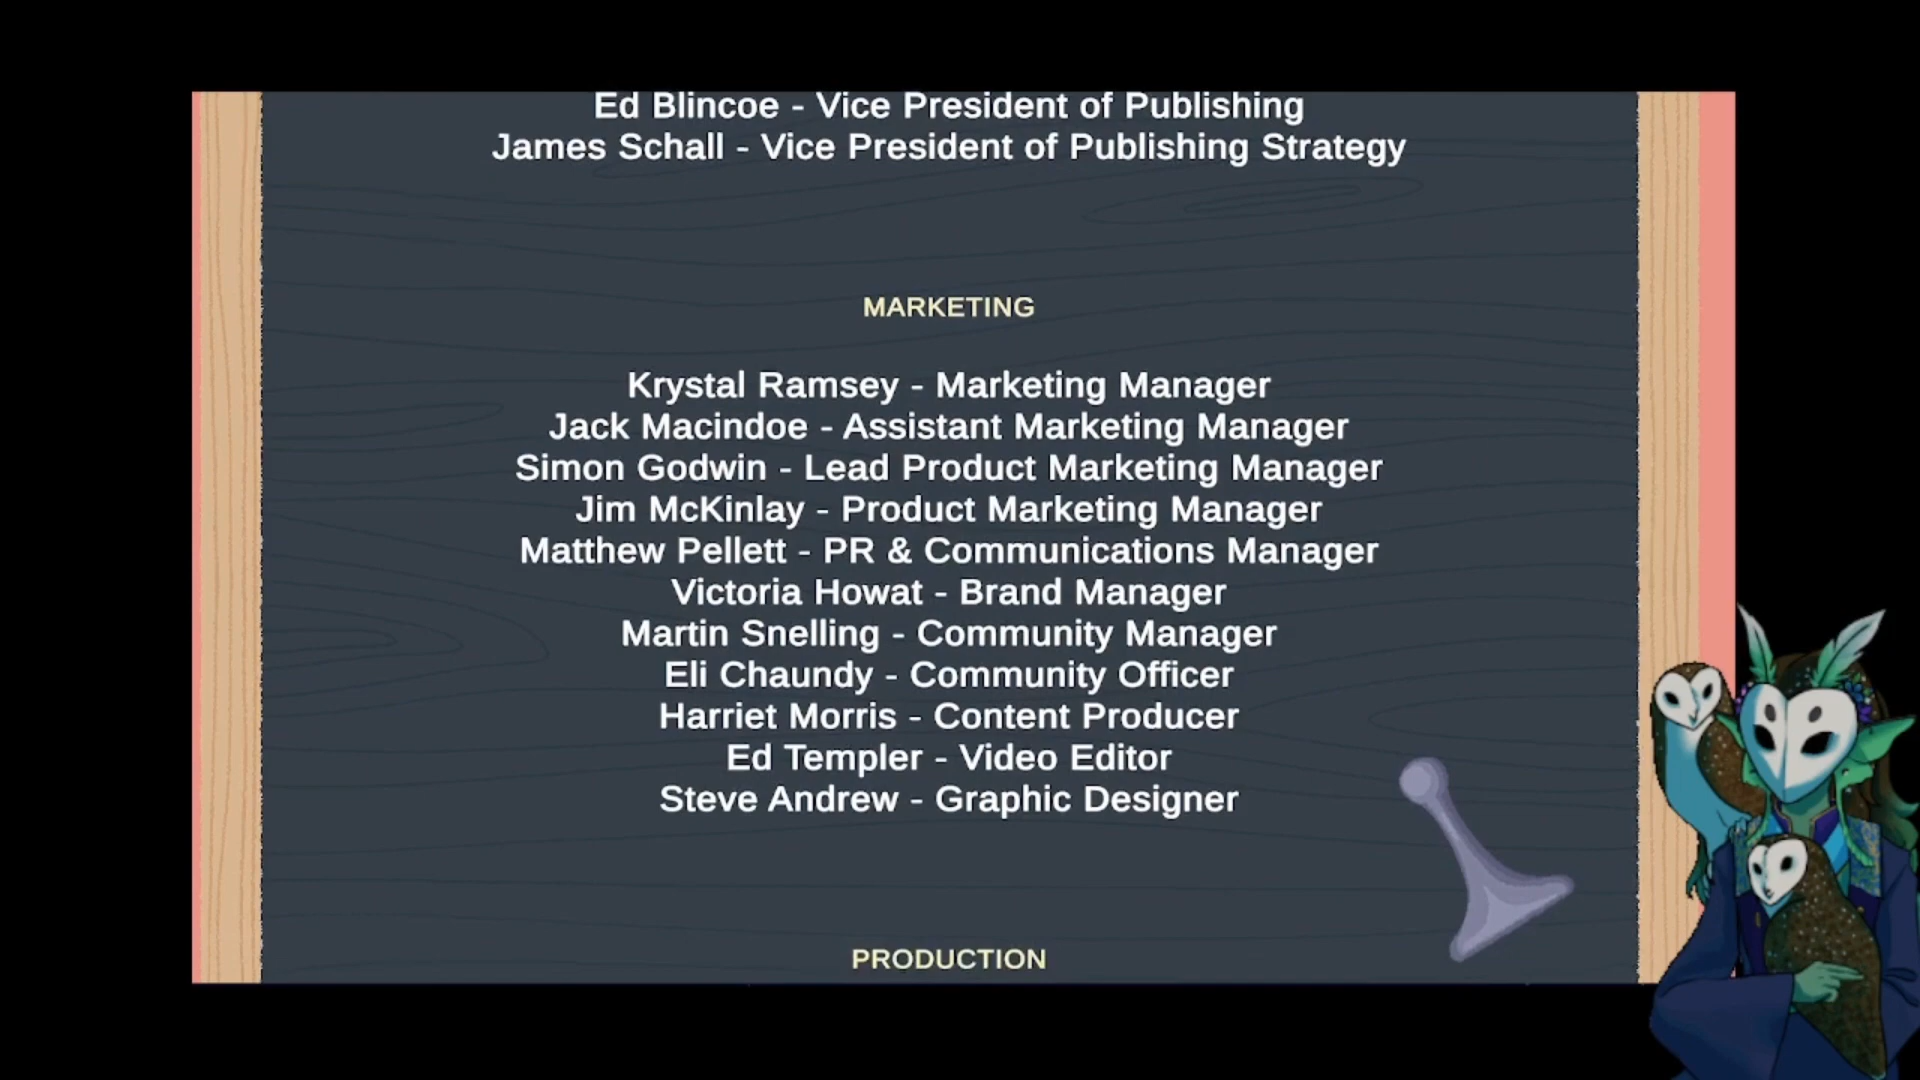 Ed Blincoe - Vice President of Publishing
James Schall - Vice President of Publishing Strategy
MARKETING
Krystal Ramsey - Marketing Manager
Jack Macindoe - Assistant Marketing Manager
Simon Godwin - Lead Product Marketing Manager
Jim McKinlay - Product Marketing Manager
Matthew Pellett - PR & Communications Manager
Victoria Howat - Brand Manager
Martin Snelling - Community Manager
Eli Chaundy - Community Officer
Harriet Morris - Content Producer
Ed Templer - Video Editor
Steve Andrew - Graphic Designer
PRODUCTION